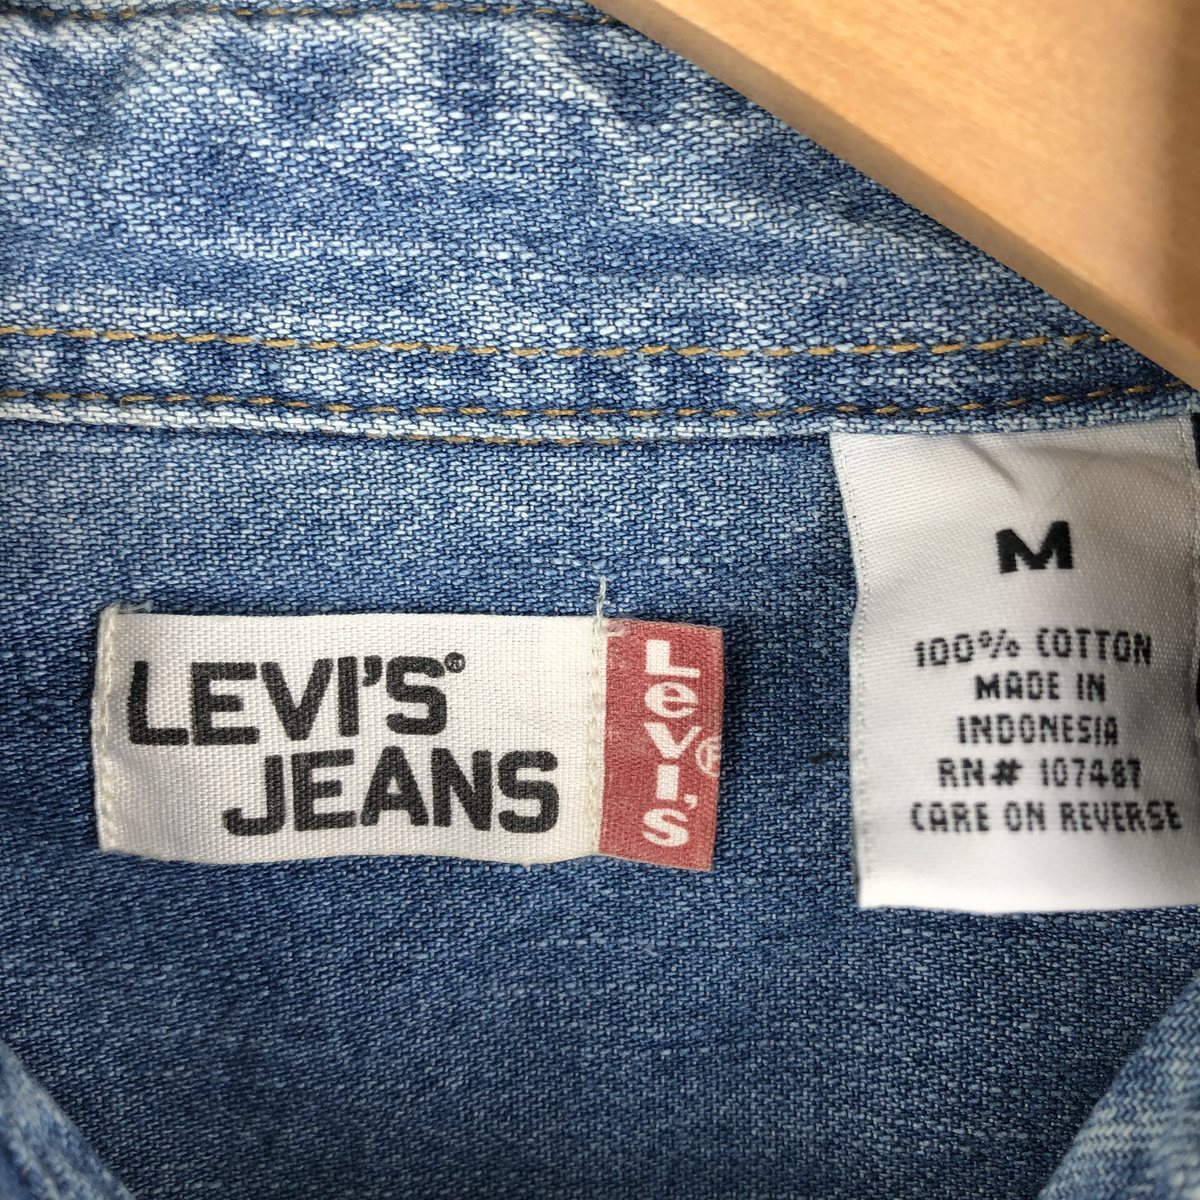 LEVI'S®
JEANS
Levi's®
M
100% COTTON
MADE IN
INDONESIA
RN# 107487
CARE ON REVERSE